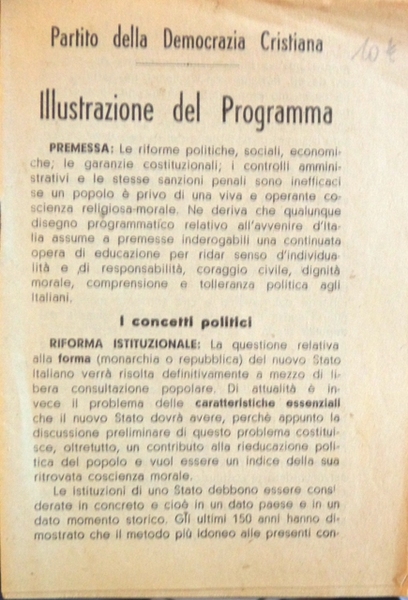 Partito della Democrazia Cristiana
10 €
Illustrazione del Programma
PREMESSA: Le riforme politiche, sociali, economi-
che; le garanzie costituzionali; i controlli ammini-
strativi e le stesse sanzioni penali sono inefficaci
se un popolo è privo di una viva e operante co-
scienza religiosa-morale. Ne deriva che qualunque
disegno programmatico relativo all'avvenire d'Ita-
lia assume a premesse inderogabili una continuata
opera di educazione per ridar senso d'individua-
lità e di responsabilità, coraggio civile, dignità
morale, comprensione e tolleranza politica agli
Italiani.
I concetti politici
RIFORMA ISTITUZIONALE: La questione relativa
alla forma (monarchia o repubblica) del nuovo Stato
Italiano verrà risolta definitivamente a mezzo di li-
bera consultazione popolare. Di attualità è in-
vece il problema delle caratteristiche essenziali
che il nuovo Stato dovrà avere, perchè appunto la
discussione preliminare di questo problema costitui-
sce, oltretutto, un contributo alla rieducazione poli-
tica del popolo e vuol essere un indice della sua
ritrovata coscienza morale.
Le istituzioni di uno Stato debbono essere consi
derate in concreto e cioè in un dato paese e in un
dato momento storico. Gli ultimi 150 anni hanno di-
mostrato che il metodo più idoneo alle presenti con-